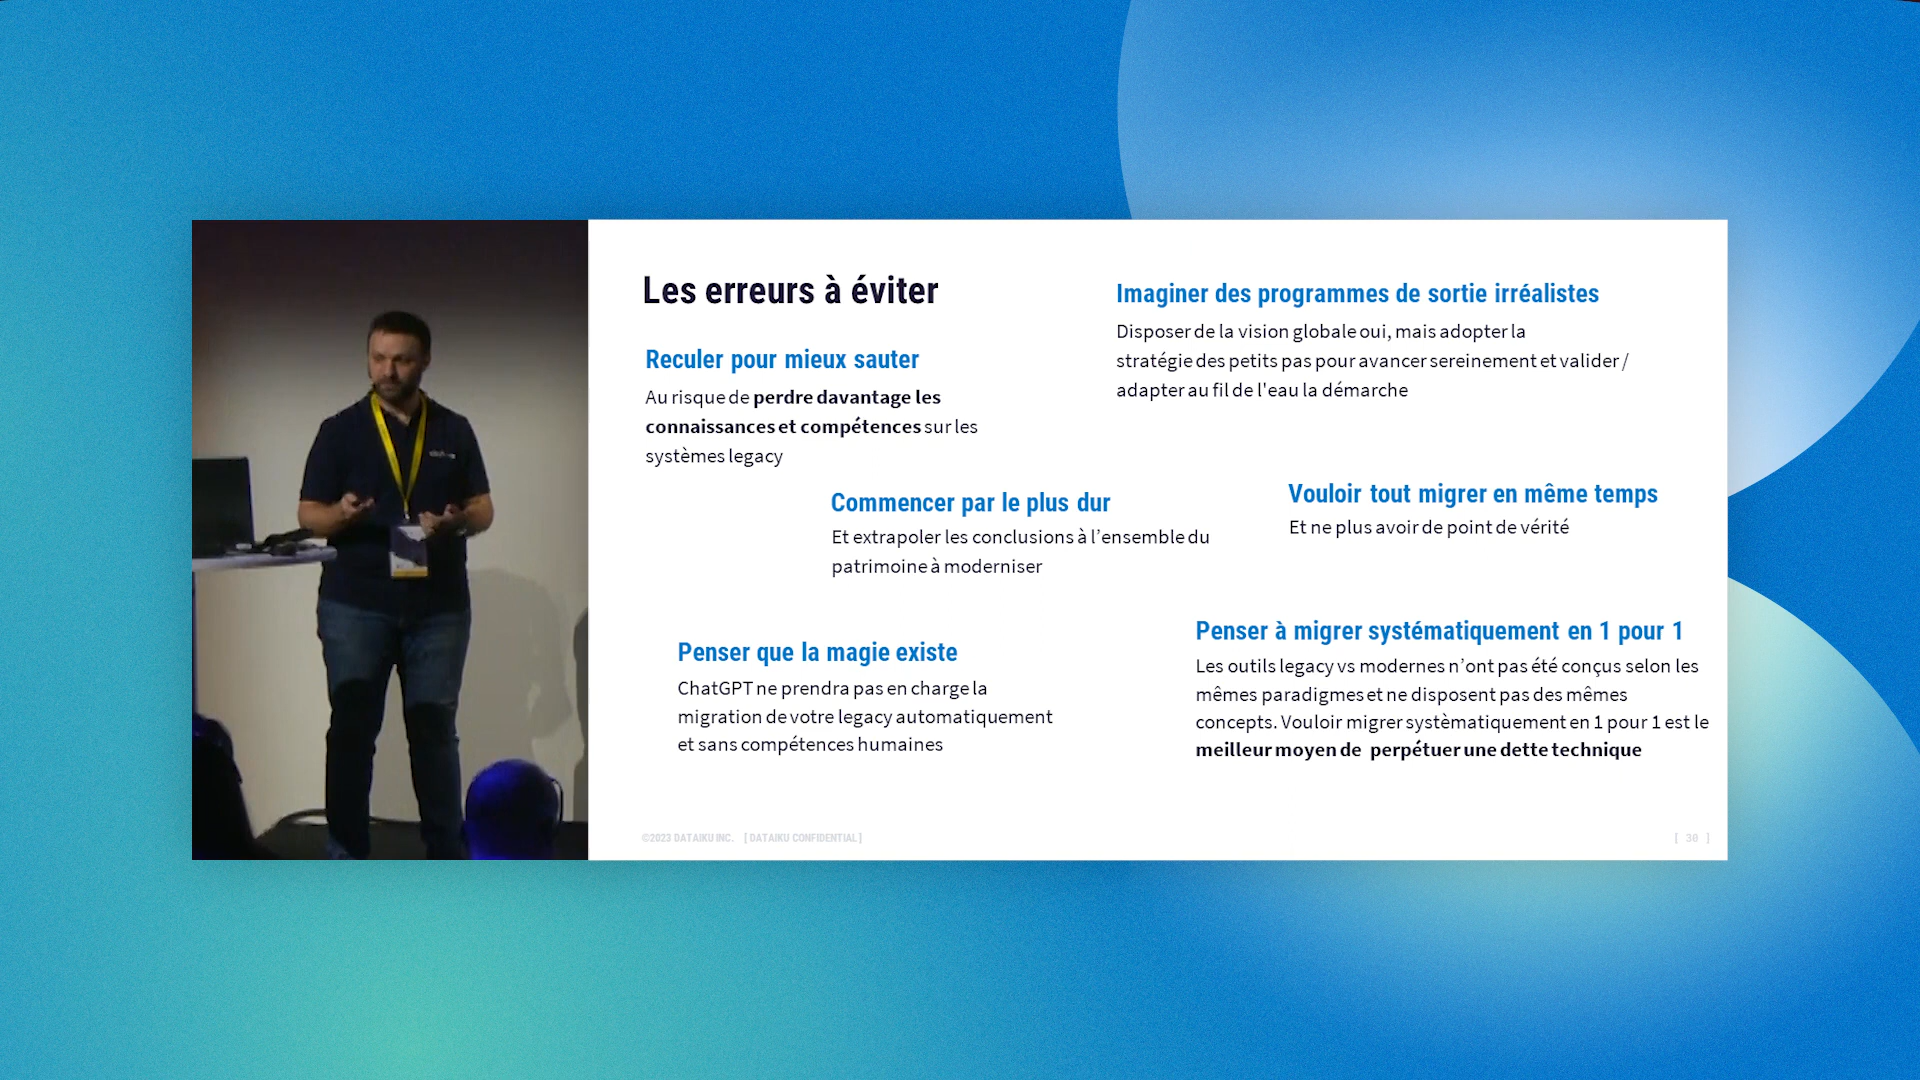 Les erreurs à éviter
Reculer pour mieux sauter
Au risque de perdre davantage les
connaissances et compétences sur les
systèmes legacy
Commencer par le plus dur
Et extrapoler les conclusions à l’ensemble du
patrimoine à moderniser
Penser que la magie existe
ChatGPT ne prendra pas en charge la
migration de votre legacy automatiquement
et sans compétences humaines
Imaginer des programmes de sortie irréalistes
Disposer de la vision globale oui, mais adopter la
stratégie des petits pas pour avancer sereinement et valider /
adapter au fil de l'eau la démarche
Vouloir tout migrer en même temps
Et ne plus avoir de point de vérité
Penser à migrer systématiquement en 1 pour 1
Les outils legacy vs modernes n’ont pas été conçus selon les
mêmes paradigmes et ne disposent pas des mêmes
concepts. Vouloir migrer systèmatiquement en 1 pour 1 est le
meilleur moyen de perpétuer une dette technique
©2023 DATAIKU INC. [ DATAIKU CONFIDENTIAL ]
[ 30 ]